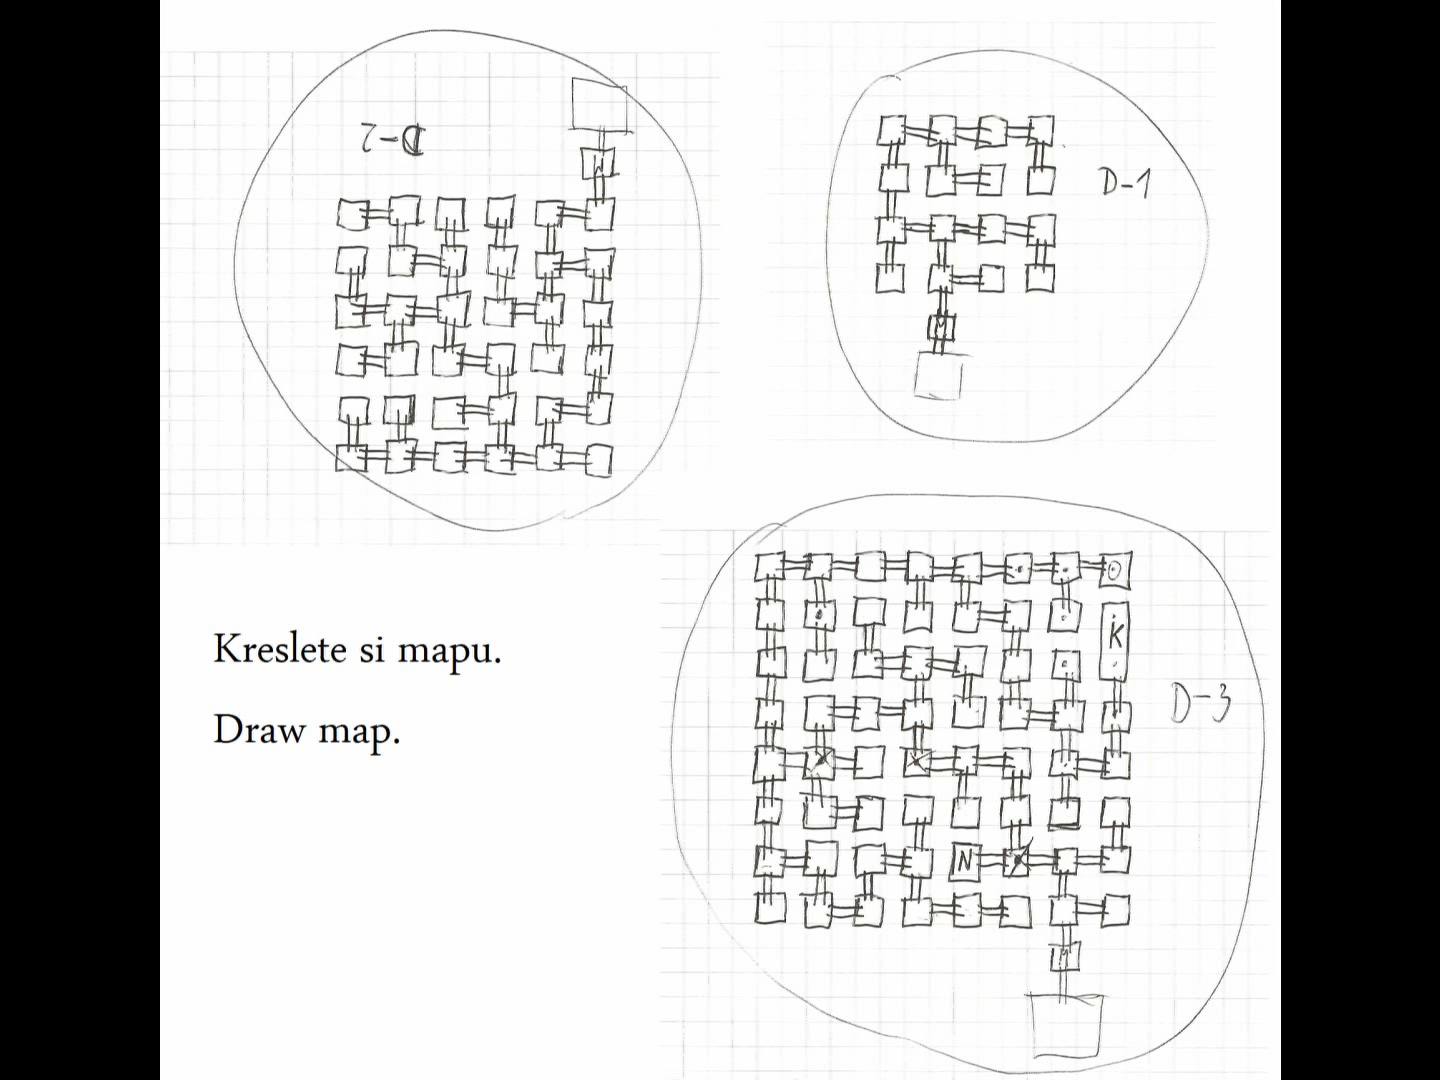 D-2
D-1
Kreslete si mapu.
Draw map.
K
D-3
N